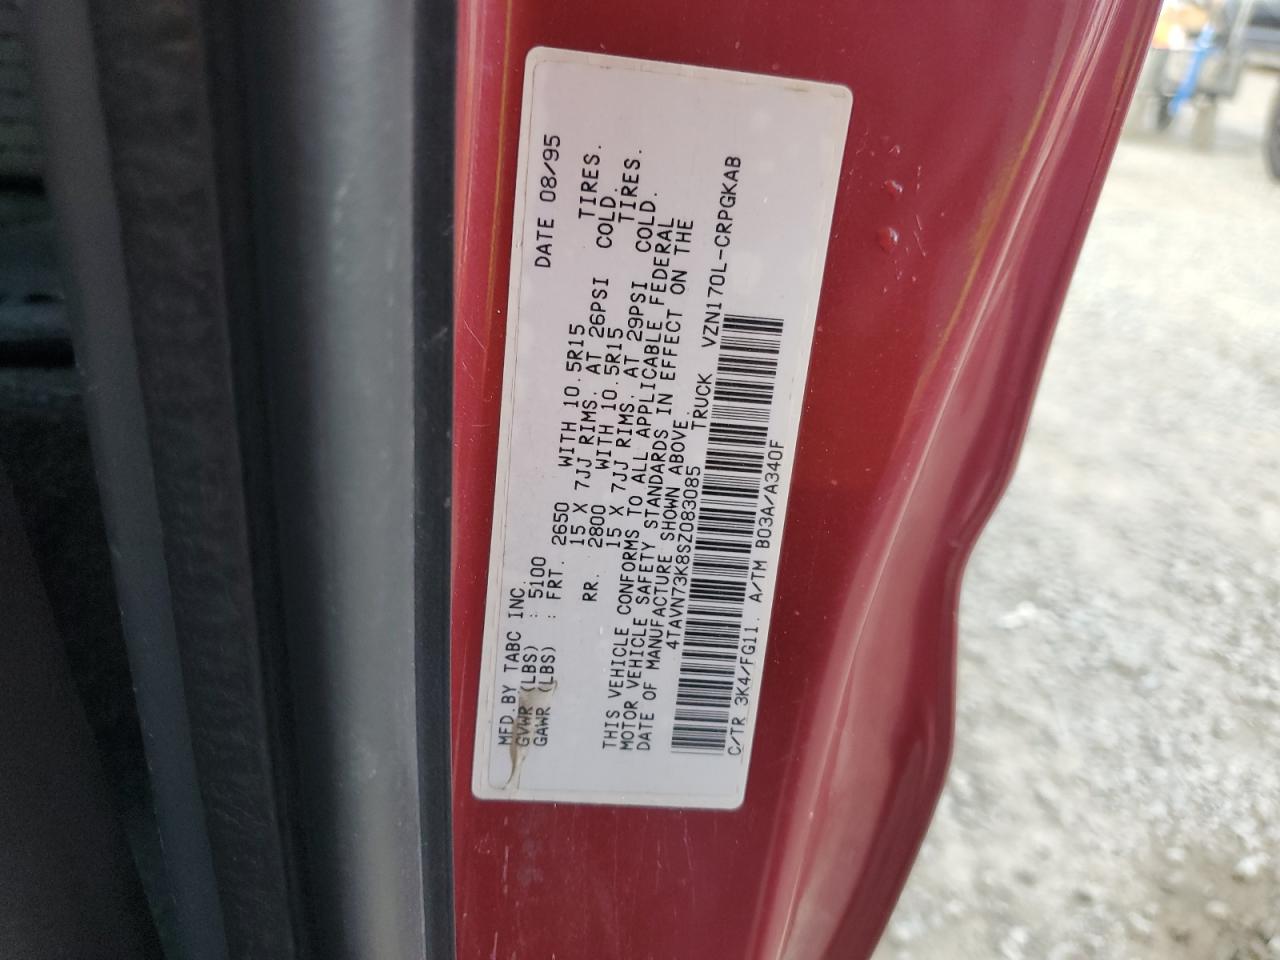 MFD.BY TABC INC. DATE 08/95
GVWR (LBS) : 5100
GAWR (LBS) : FRT. 2650 WITH 10.5R15 TIRES.
15 X 7JJ RIMS. AT 26PSI COLD.
RR. 2800 WITH 10.5R15 TIRES.
15 X 7JJ RIMS. AT 29PSI COLD.
THIS VEHICLE CONFORMS TO ALL APPLICABLE FEDERAL
MOTOR VEHICLE SAFETY STANDARDS IN EFFECT ON THE
DATE OF MANUFACTURE SHOWN ABOVE.
4TAVN73K8SZ083085 TRUCK VZN170L-CRPGKAB
C/TR 3K4/FG11. A/TM B03A/A340F